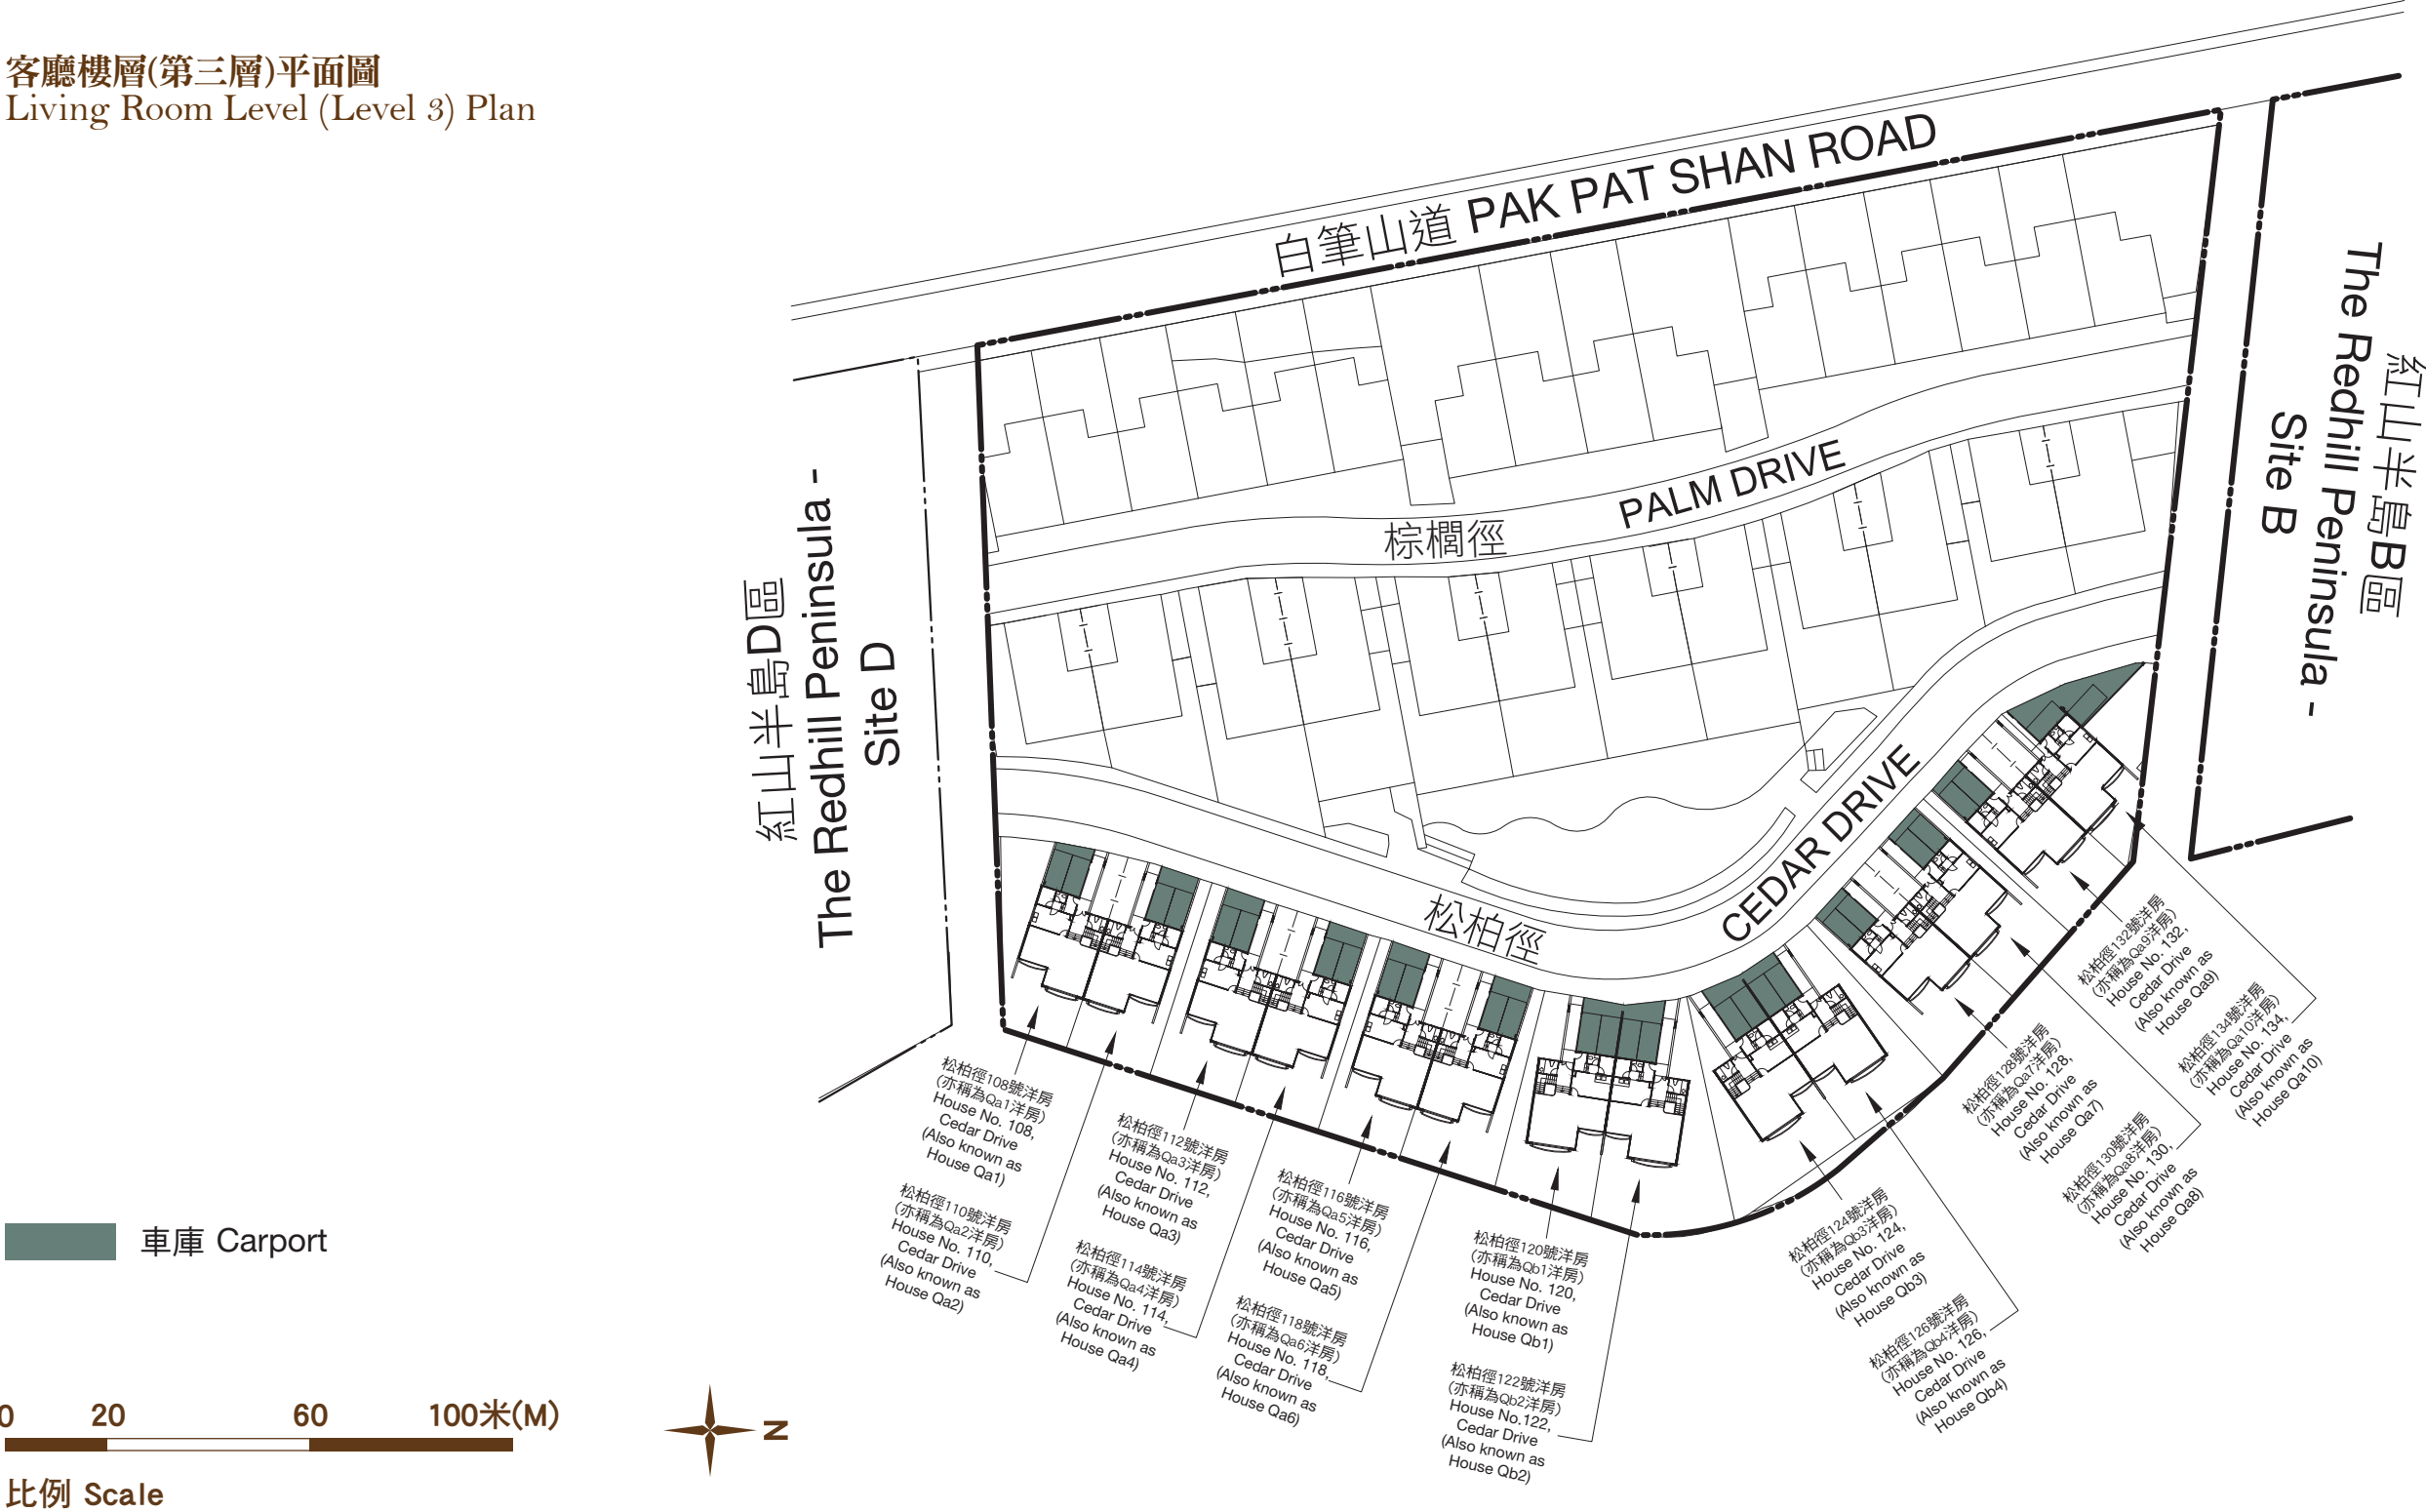 客廳樓層(第三層)平面圖
Living Room Level (Level 3) Plan
白筆山道 PAK PAT SHAN ROAD
紅山半島B區
The Redhill Peninsula -
Site B
棕櫚徑
PALM DRIVE
紅山半島D區
The Redhill Peninsula -
Site D
松柏徑
CEDAR DRIVE
松柏徑108號洋房
(亦稱為Qa1洋房)
House No. 108,
Cedar Drive
(Also known as
House Qa1)
松柏徑110號洋房
(亦稱為Qa2洋房)
House No. 110,
Cedar Drive
(Also known as
House Qa2)
松柏徑112號洋房
(亦稱為Qa3洋房)
House No. 112,
Cedar Drive
(Also known as
House Qa3)
松柏徑114號洋房
(亦稱為Qa4洋房)
House No. 114,
Cedar Drive
(Also known as
House Qa4)
松柏徑116號洋房
(亦稱為Qa5洋房)
House No. 116,
Cedar Drive
(Also known as
House Qa5)
松柏徑118號洋房
(亦稱為Qa6洋房)
House No. 118,
Cedar Drive
(Also known as
House Qa6)
松柏徑120號洋房
(亦稱為Qb1洋房)
House No. 120,
Cedar Drive
(Also known as
House Qb1)
松柏徑122號洋房
(亦稱為Qb2洋房)
House No.122,
Cedar Drive
(Also known as
House Qb2)
松柏徑124號洋房
(亦稱為Qb3洋房)
House No. 124,
Cedar Drive
(Also known as
House Qb3)
松柏徑126號洋房
(亦稱為Qb4洋房)
House No. 126,
Cedar Drive
(Also known as
House Qb4)
松柏徑128號洋房
(亦稱為Qa7洋房)
House No. 128,
Cedar Drive
(Also known as
House Qa7)
松柏徑130號洋房
(亦稱為Qa8洋房)
House No. 130,
Cedar Drive
(Also known as
House Qa8)
松柏徑132號洋房
(亦稱為Qa9洋房)
House No. 132,
Cedar Drive
(Also known as
House Qa9)
松柏徑134號洋房
(亦稱為Qa10洋房)
House No. 134,
Cedar Drive
(Also known as
House Qa10)
車庫 Carport
0 20 60 100米(M)
比例 Scale
N